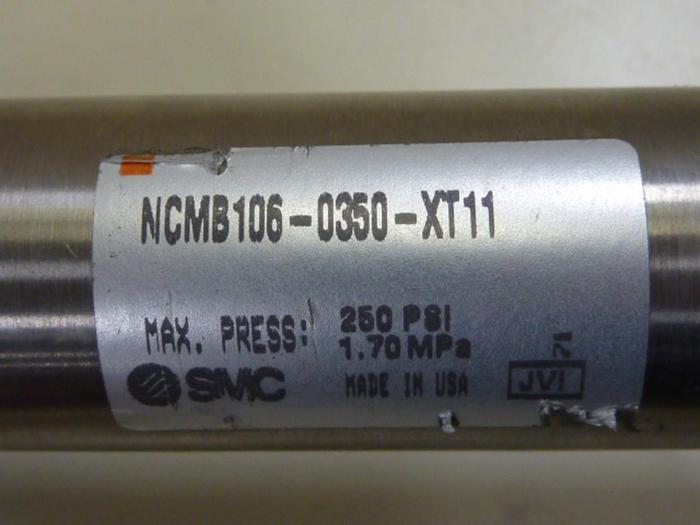 NCMB106-0350-XT11
MAX. PRESS: 250 PSI
1.70 MPa
SMC MADE IN USA JVI